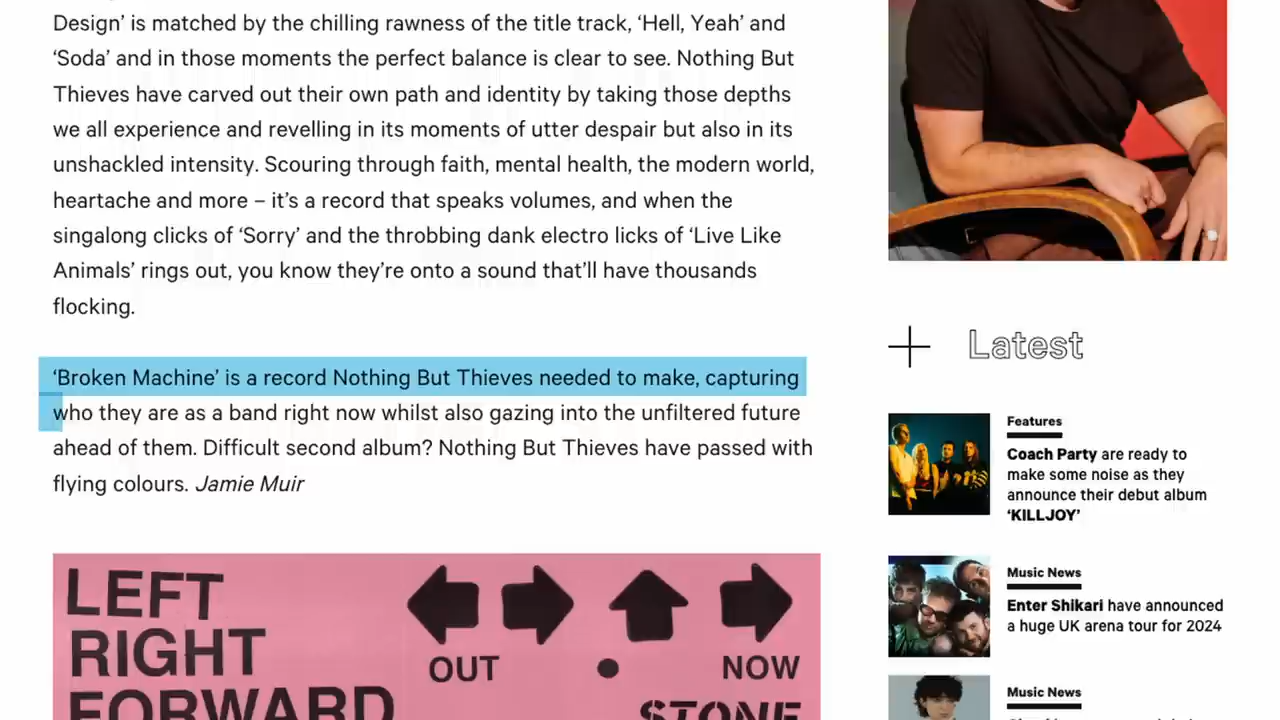 Design’ is matched by the chilling rawness of the title track, ‘Hell, Yeah’ and
‘Soda’ and in those moments the perfect balance is clear to see. Nothing But
Thieves have carved out their own path and identity by taking those depths
we all experience and revelling in its moments of utter despair but also in its
unshackled intensity. Scouring through faith, mental health, the modern world,
heartache and more – it’s a record that speaks volumes, and when the
singalong clicks of ‘Sorry’ and the throbbing dank electro licks of ‘Live Like
Animals’ rings out, you know they’re onto a sound that’ll have thousands
flocking.
‘Broken Machine’ is a record Nothing But Thieves needed to make, capturing
who they are as a band right now whilst also gazing into the unfiltered future
ahead of them. Difficult second album? Nothing But Thieves have passed with
flying colours. Jamie Muir
LEFT
RIGHT
FORWARD
OUT
NOW
STONE
Latest
Features
Coach Party are ready to
make some noise as they
announce their debut album
‘KILLJOY’
Music News
Enter Shikari have announced
a huge UK arena tour for 2024
Music News